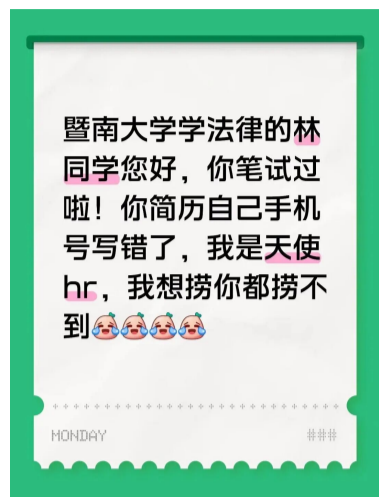 暨南大学学法律的林
同学您好，你笔试过
啦！你简历自己手机
号写错了，我是天使
hr，我想捞你都捞不
到
MONDAY
###